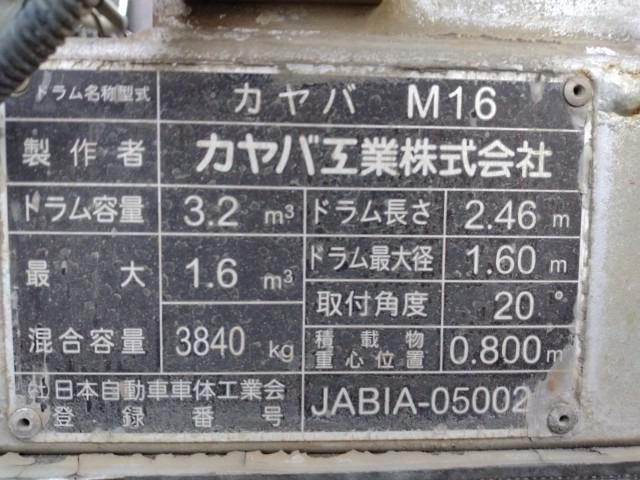 ドラム名称型式 カヤバ M16
製作者 カヤバ工業株式会社
ドラム容量 3.2 m³ ドラム長さ 2.46 m
最大 1.6 m³ ドラム最大径 1.60 m
取付角度 20°
混合容量 3840 kg 積載物重心位置 0.800 m
日本自動車車体工業会
登録番号 JABIA-05002